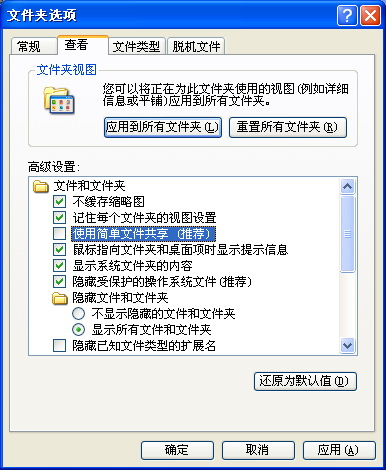 文件夹选项
常规 查看 文件类型 脱机文件
文件夹视图
您可以将正在为此文件夹使用的视图(例如详细
信息或平铺)应用到所有文件夹。
应用到所有文件夹(L) 重置所有文件夹(R)
高级设置:
文件和文件夹
不缓存缩略图
记住每个文件夹的视图设置
使用简单文件共享 (推荐)
鼠标指向文件夹和桌面项时显示提示信息
显示系统文件夹的内容
隐藏受保护的操作系统文件(推荐)
隐藏文件和文件夹
不显示隐藏的文件和文件夹
显示所有文件和文件夹
隐藏已知文件类型的扩展名
还原为默认值(D)
确定 取消 应用(A)